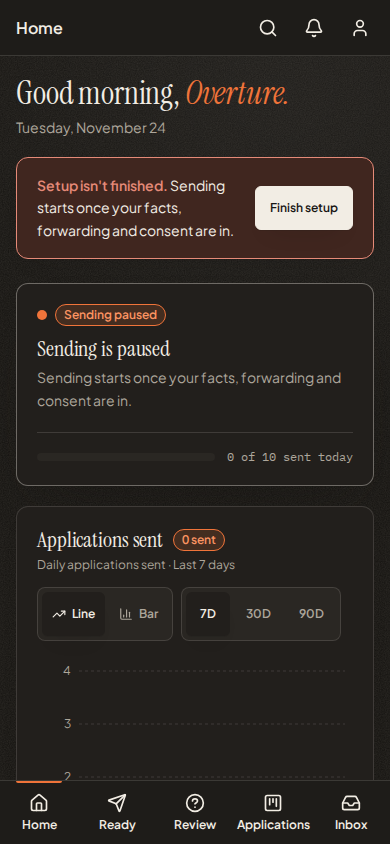 Home
Good morning, Overture.
Tuesday, November 24
Setup isn't finished. Sending
starts once your facts,
forwarding and consent are in.
Finish setup
Sending paused
Sending is paused
Sending starts once your facts, forwarding and
consent are in.
0 of 10 sent today
Applications sent 0 sent
Daily applications sent · Last 7 days
Line Bar 7D 30D 90D
4
3
2
Home Ready Review Applications Inbox